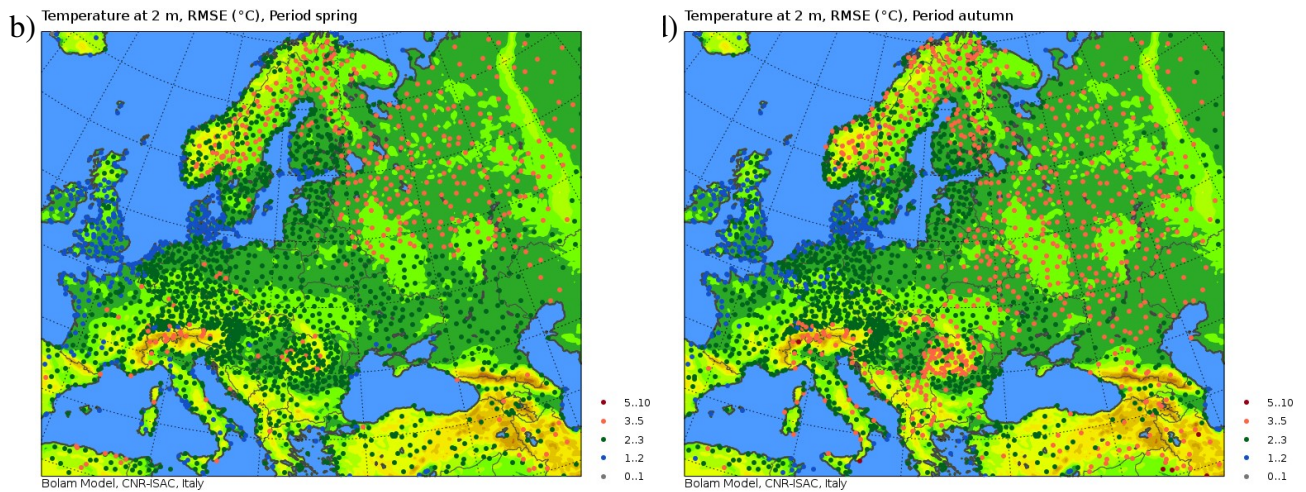 b) Temperature at 2 m, RMSE (°C), Period spring
5..10
3..5
2..3
1..2
0..1
Bolam Model, CNR-ISAC, Italy
l) Temperature at 2 m, RMSE (°C), Period autumn
5..10
3..5
2..3
1..2
0..1
Bolam Model, CNR-ISAC, Italy